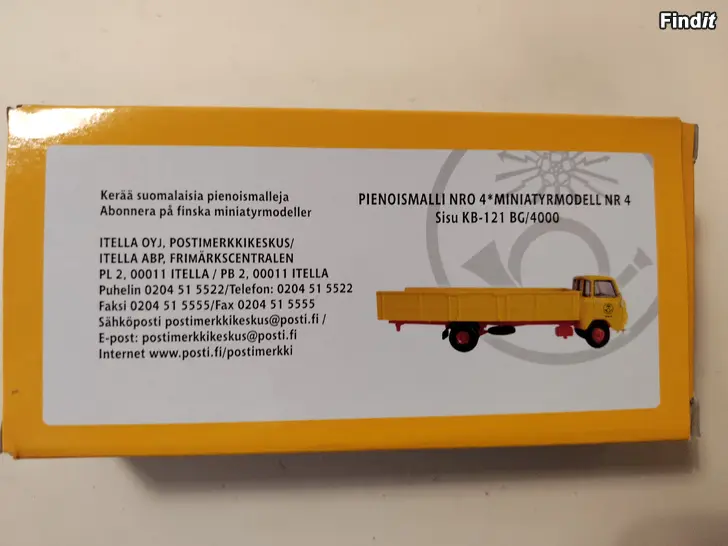 Findit
Kerää suomalaisia pienoismalleja
Abonnera på finska miniatyrmodeller
ITELLA OYJ, POSTIMERKKIKESKUS/
ITELLA ABP, FRIMÄRKSCENTRALEN
PL 2, 00011 ITELLA / PB 2, 00011 ITELLA
Puhelin 0204 51 5522/Telefon: 0204 51 5522
Faksi 0204 51 5555/Fax 0204 51 5555
Sähköposti postimerkkikeskus@posti.fi /
E-post: postimerkkikeskus@posti.fi
Internet www.posti.fi/postimerkki
PIENOISMALLI NRO 4*MINIATYRMODELL NR 4
Sisu KB-121 BG/4000